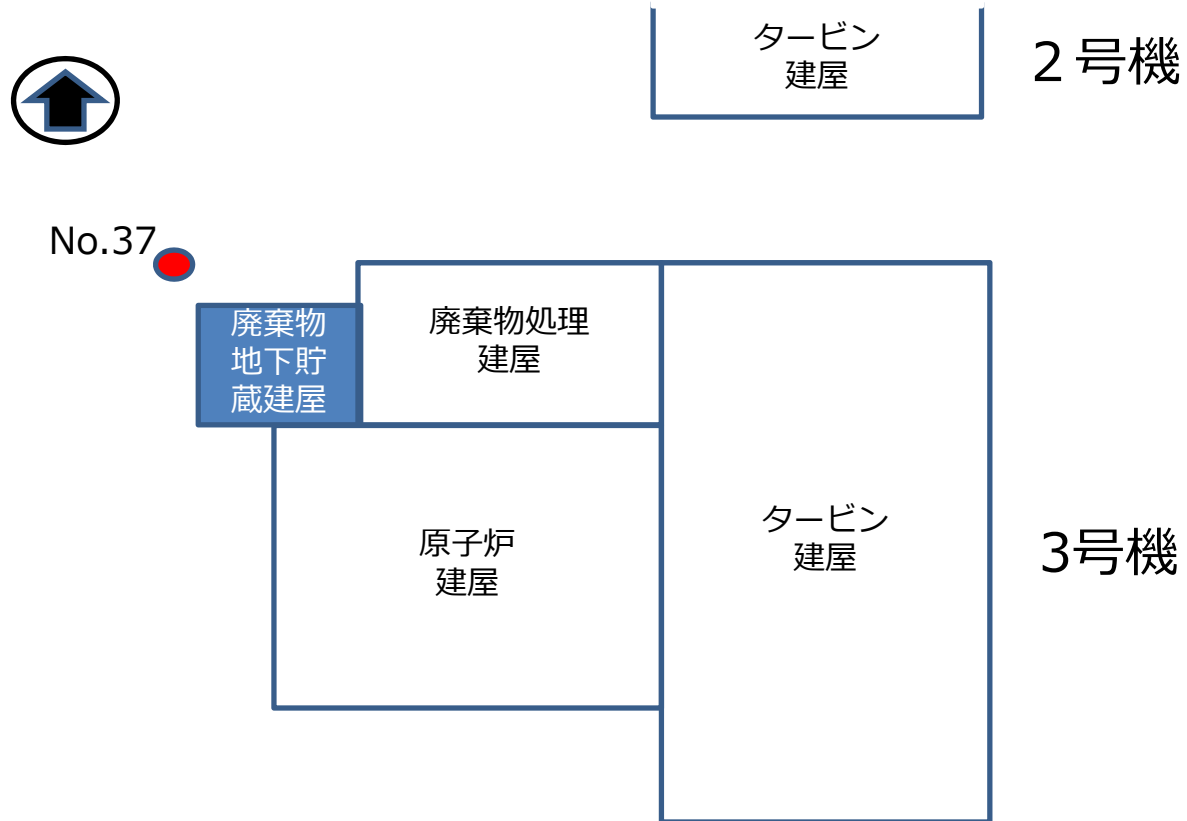 タービン
建屋
２号機
No.37
廃棄物
地下貯
蔵建屋
廃棄物処理
建屋
原子炉
建屋
タービン
建屋
3号機